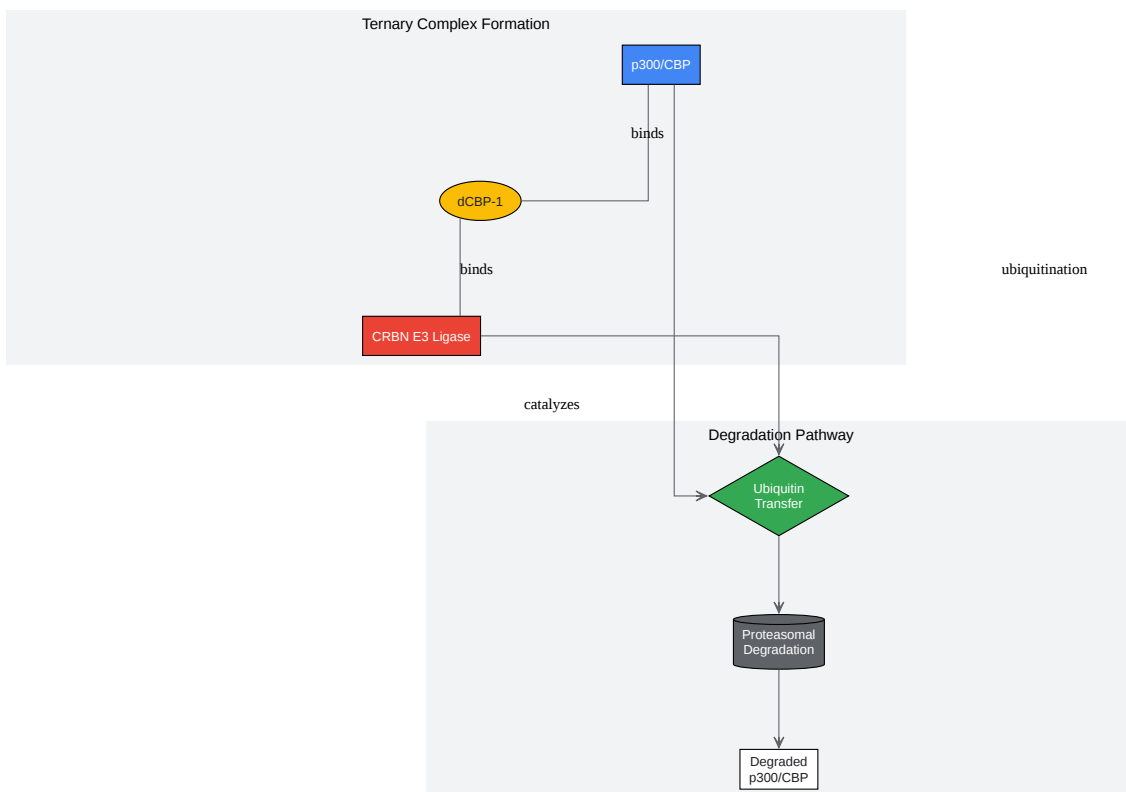 Ternary Complex Formation
p300/CBP
binds
dCBP-1
binds
ubiquitination
CRBN E3 Ligase
catalyzes
Degradation Pathway
Ubiquitin
Transfer
Proteasomal
Degradation
Degraded
p300/CBP